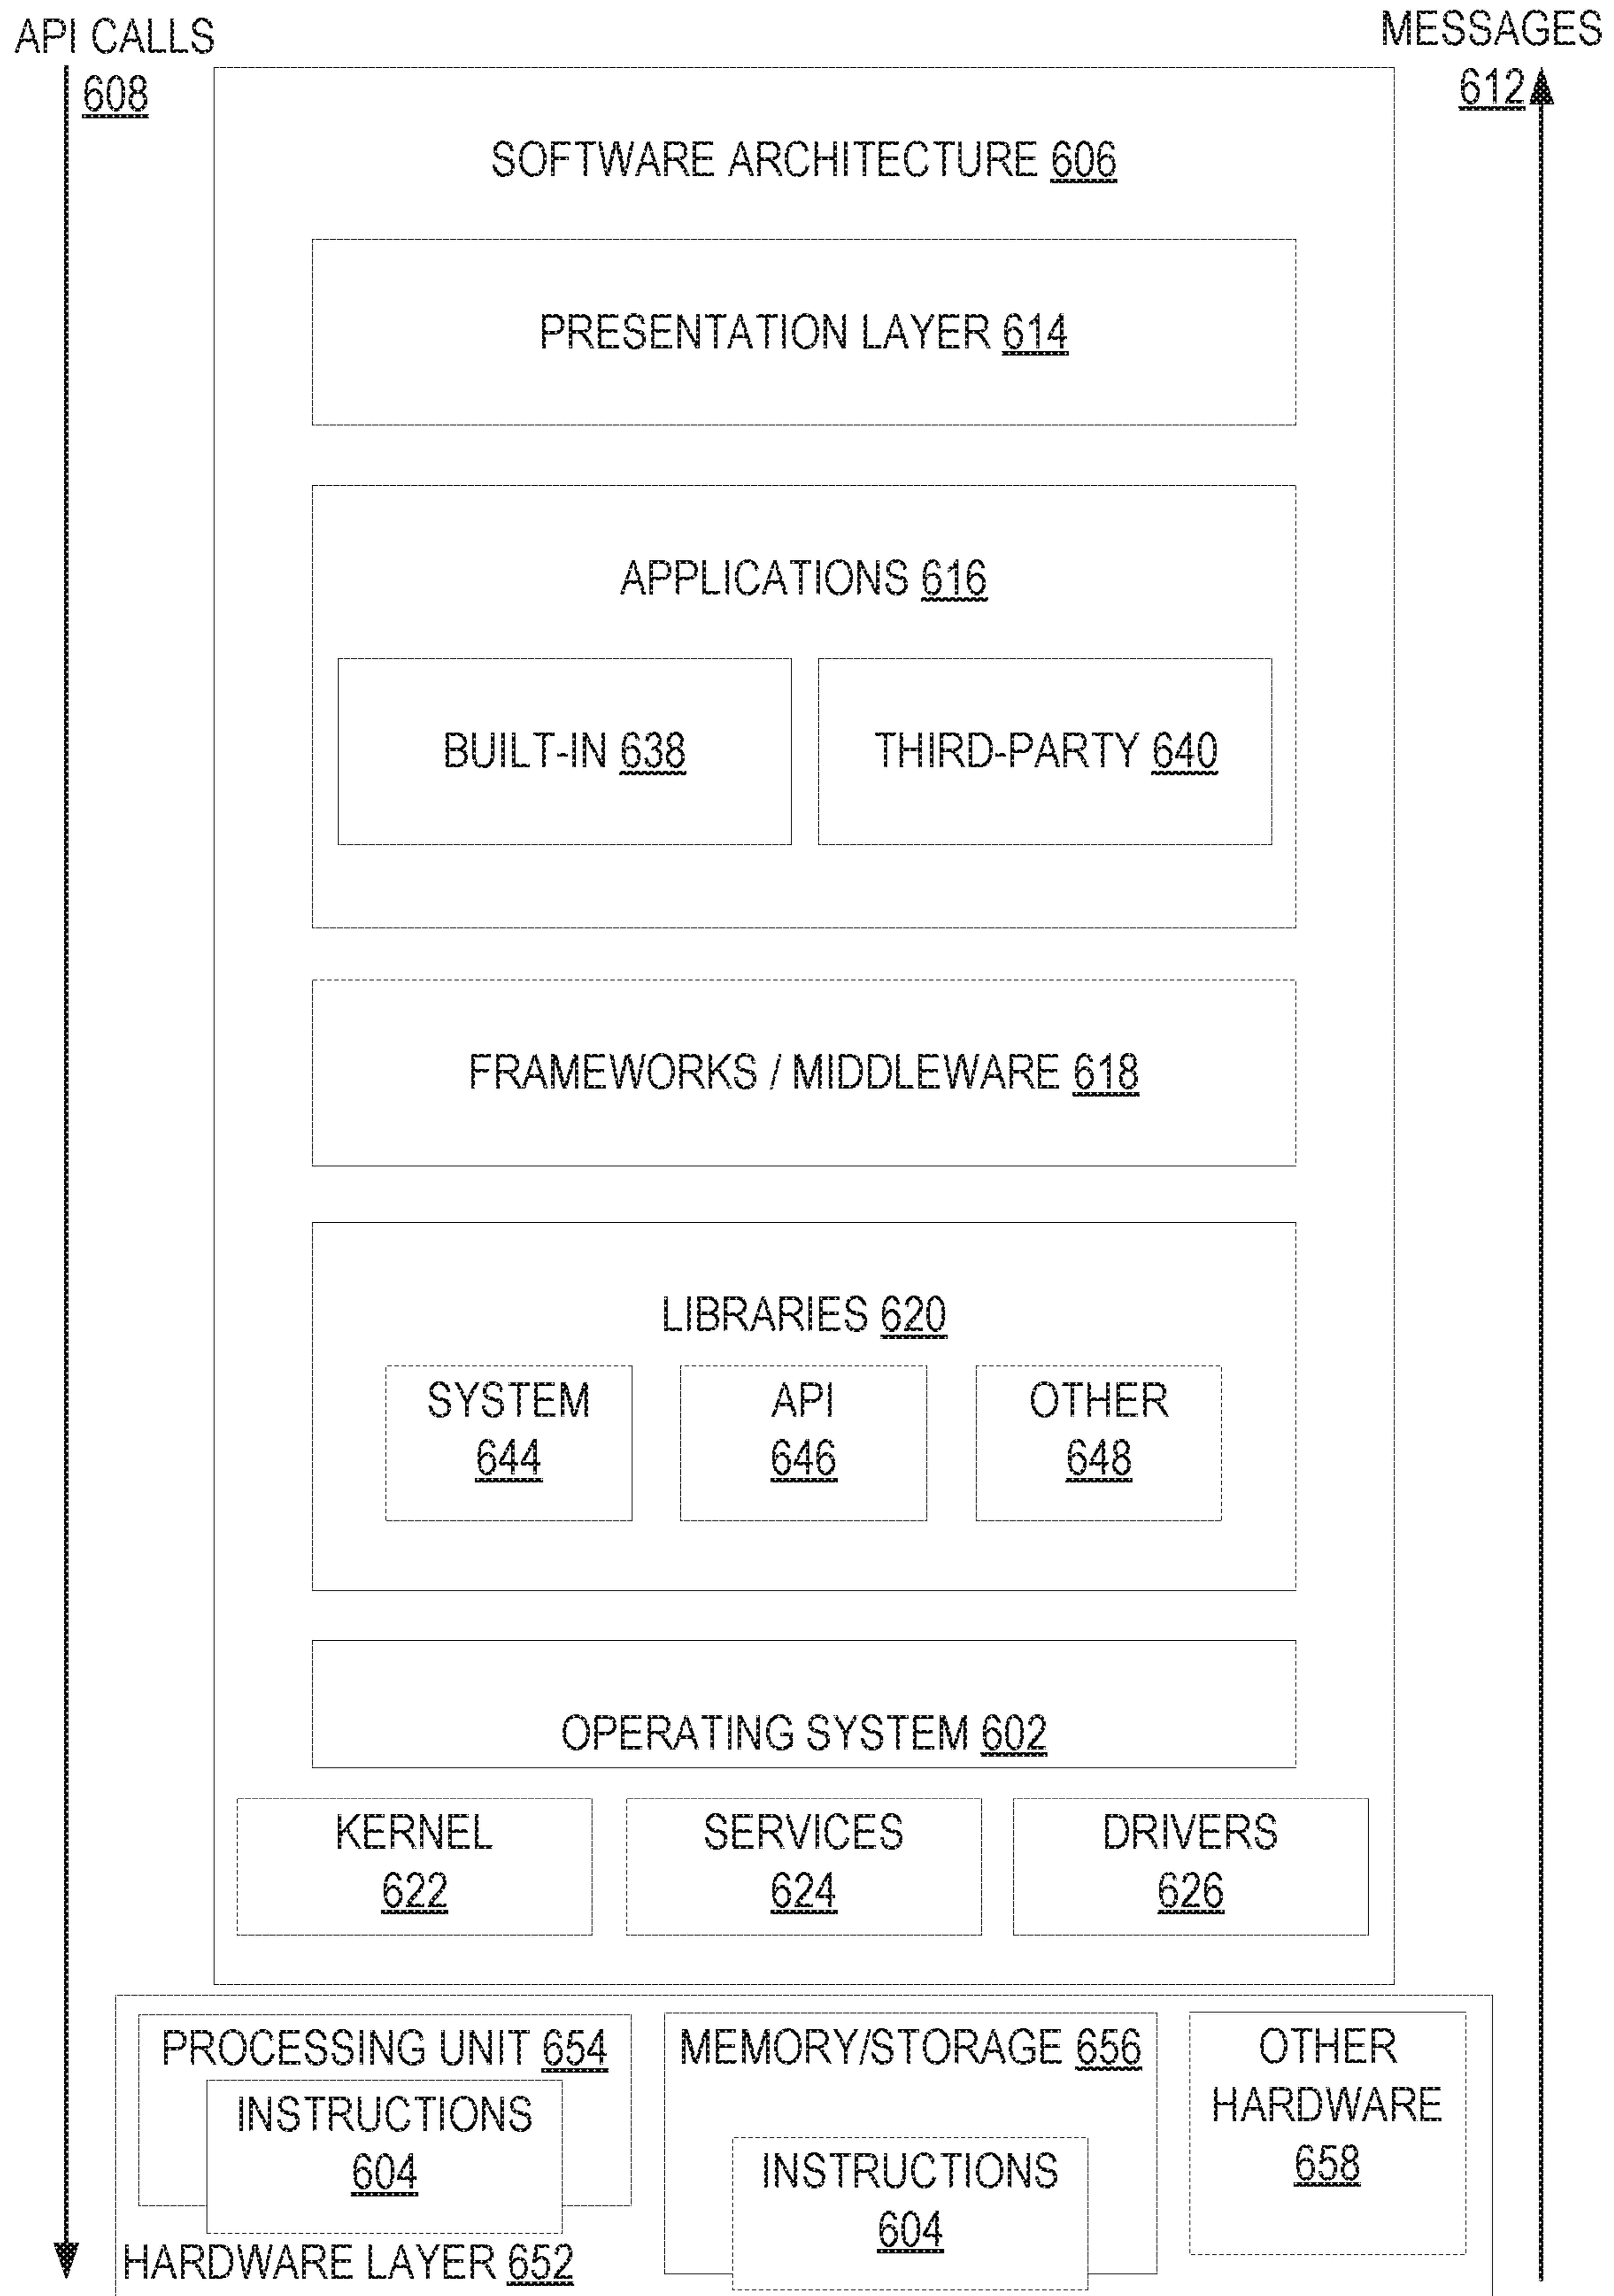 API CALLS
608
MESSAGES
612
SOFTWARE ARCHITECTURE 606
PRESENTATION LAYER 614
APPLICATIONS 616
BUILT-IN 638
THIRD-PARTY 640
FRAMEWORKS / MIDDLEWARE 618
LIBRARIES 620
SYSTEM
644
API
646
OTHER
648
OPERATING SYSTEM 602
KERNEL
622
SERVICES
624
DRIVERS
626
PROCESSING UNIT 654
INSTRUCTIONS
604
MEMORY/STORAGE 656
INSTRUCTIONS
604
OTHER
HARDWARE
658
HARDWARE LAYER 652